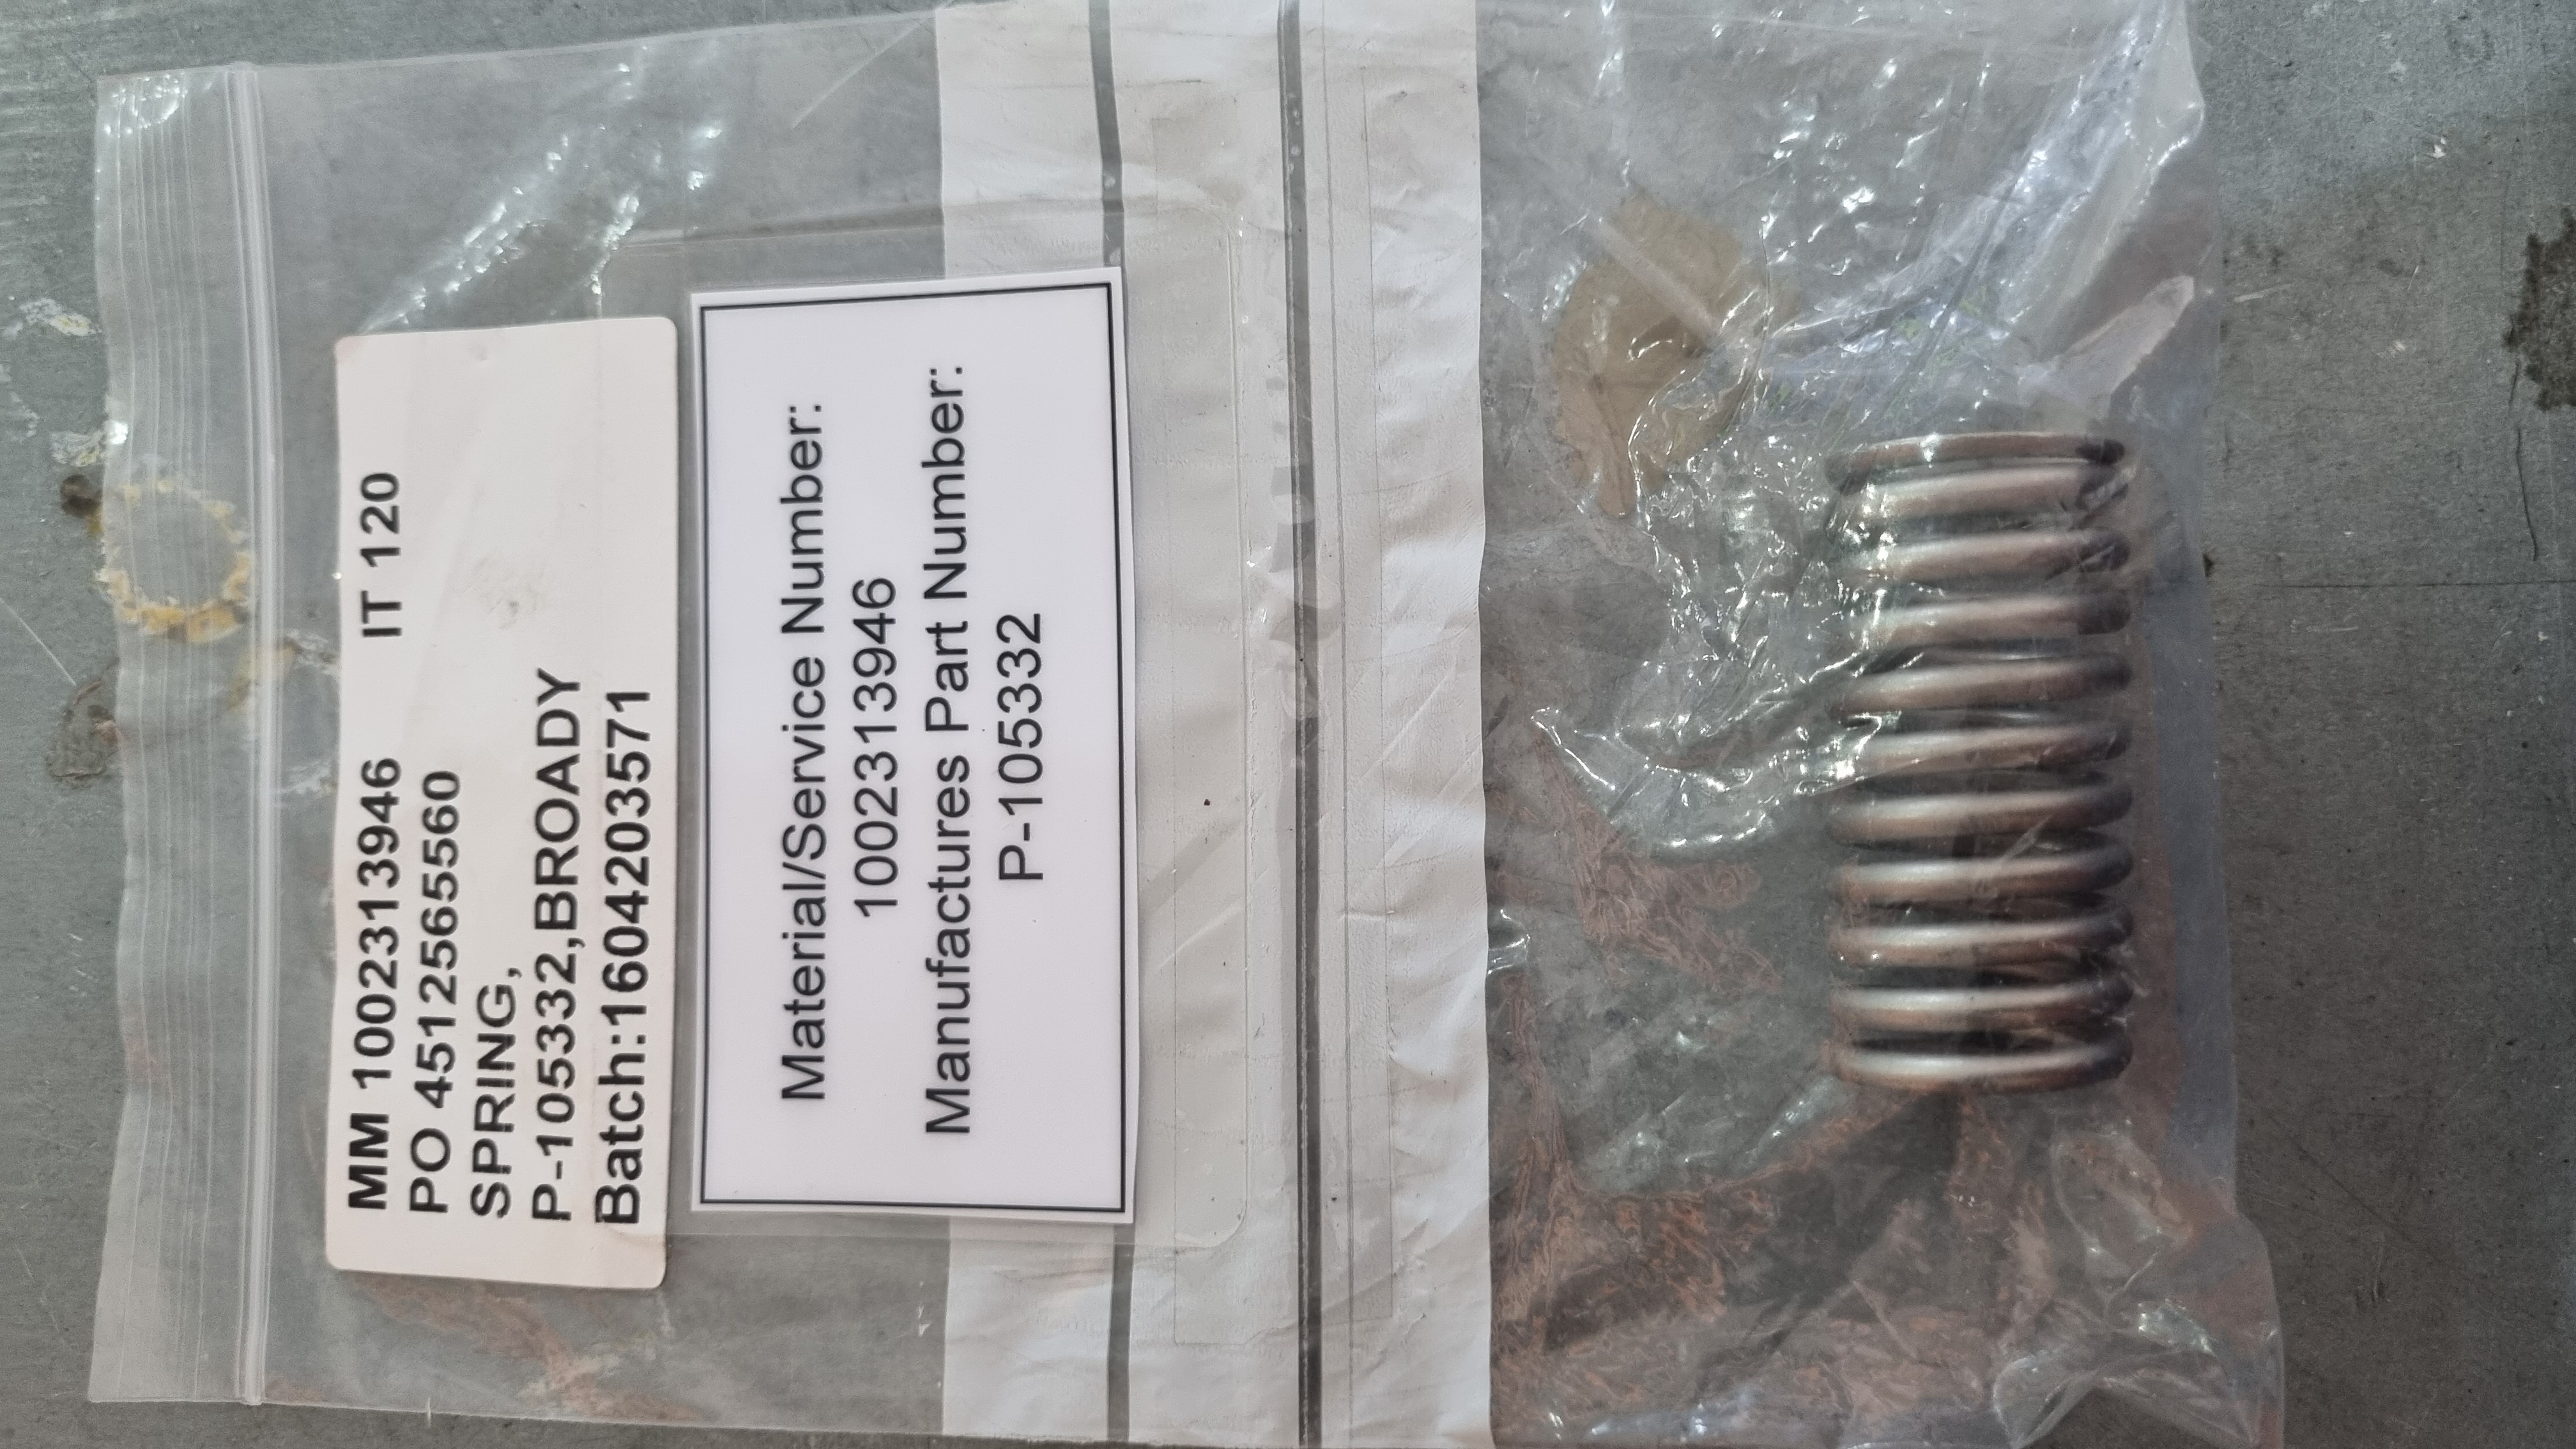 MM 1002313946 IT 120
PO 4512565560
SPRING,
P-105332,BROADY
Batch:1604203571
Material/Service Number:
1002313946
Manufactures Part Number:
P-105332